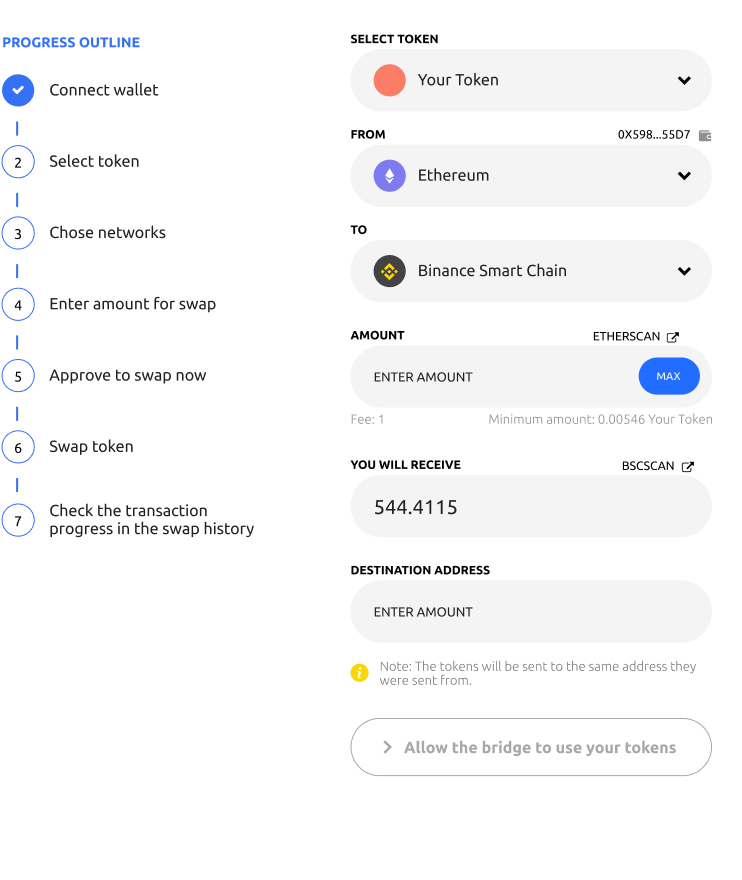 PROGRESS OUTLINE
Connect wallet
2
Select token
3
Chose networks
4
Enter amount for swap
5
Approve to swap now
6
Swap token
7
Check the transaction
progress in the swap history
SELECT TOKEN
Your Token
FROM
0X598...55D7
Ethereum
TO
Binance Smart Chain
AMOUNT
ETHERSCAN
ENTER AMOUNT
MAX
Fee: 1
Minimum amount: 0.00546 Your Token
YOU WILL RECEIVE
BSCSCAN
544.4115
DESTINATION ADDRESS
ENTER AMOUNT
Note: The tokens will be sent to the same address they
were sent from.
Allow the bridge to use your tokens